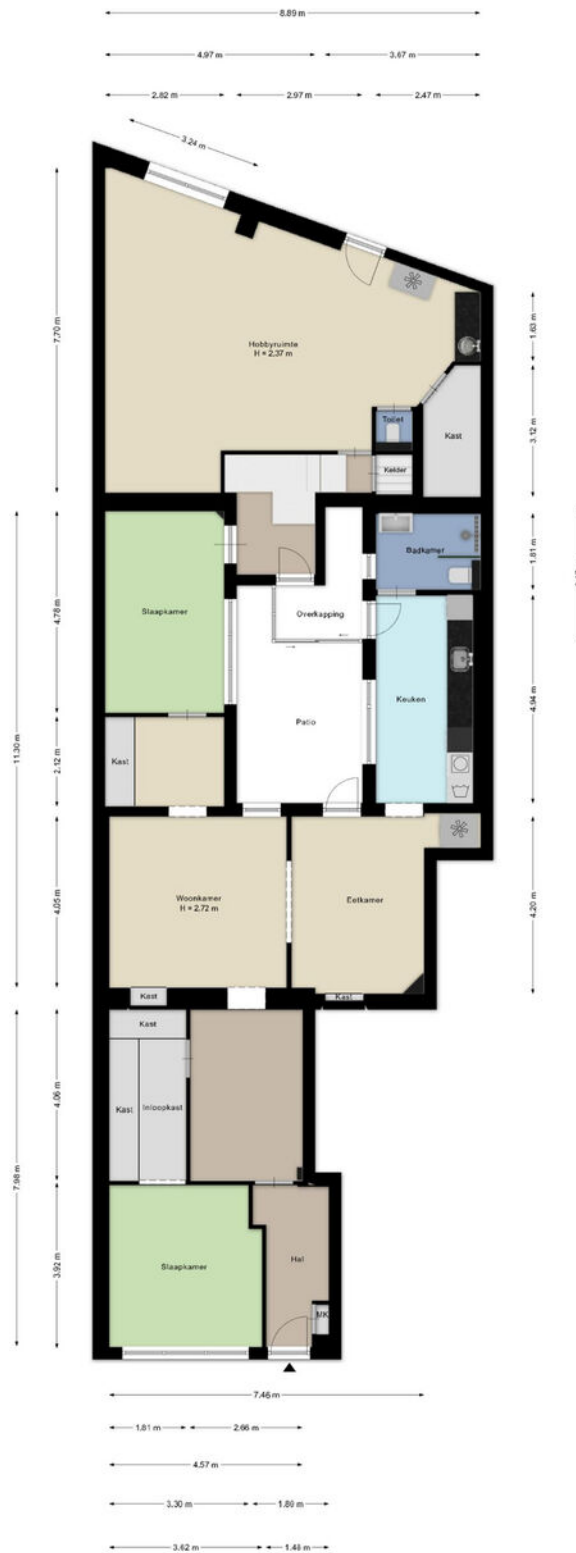 8.89 m
4.97 m
3.67 m
2.82 m
2.97 m
2.47 m
3.24 m
7.70 m
1.63 m
Hobbyruimte
H = 2,37 m
3.12 m
Toilet
Kast
Kelder
1.81 m
Badkamer
4.78 m
Slaapkamer
Overkapping
11.30 m
Keuken
4.94 m
Patio
2.12 m
Kast
4.05 m
Woonkamer
H = 2,72 m
Eetkamer
4.20 m
Kast
Kast
Kast
4.06 m
Kast
Inloopkast
7.98 m
3.92 m
Slaapkamer
Hal
MK
7.46 m
1.81 m
2.66 m
4.57 m
3.30 m
3.62 m